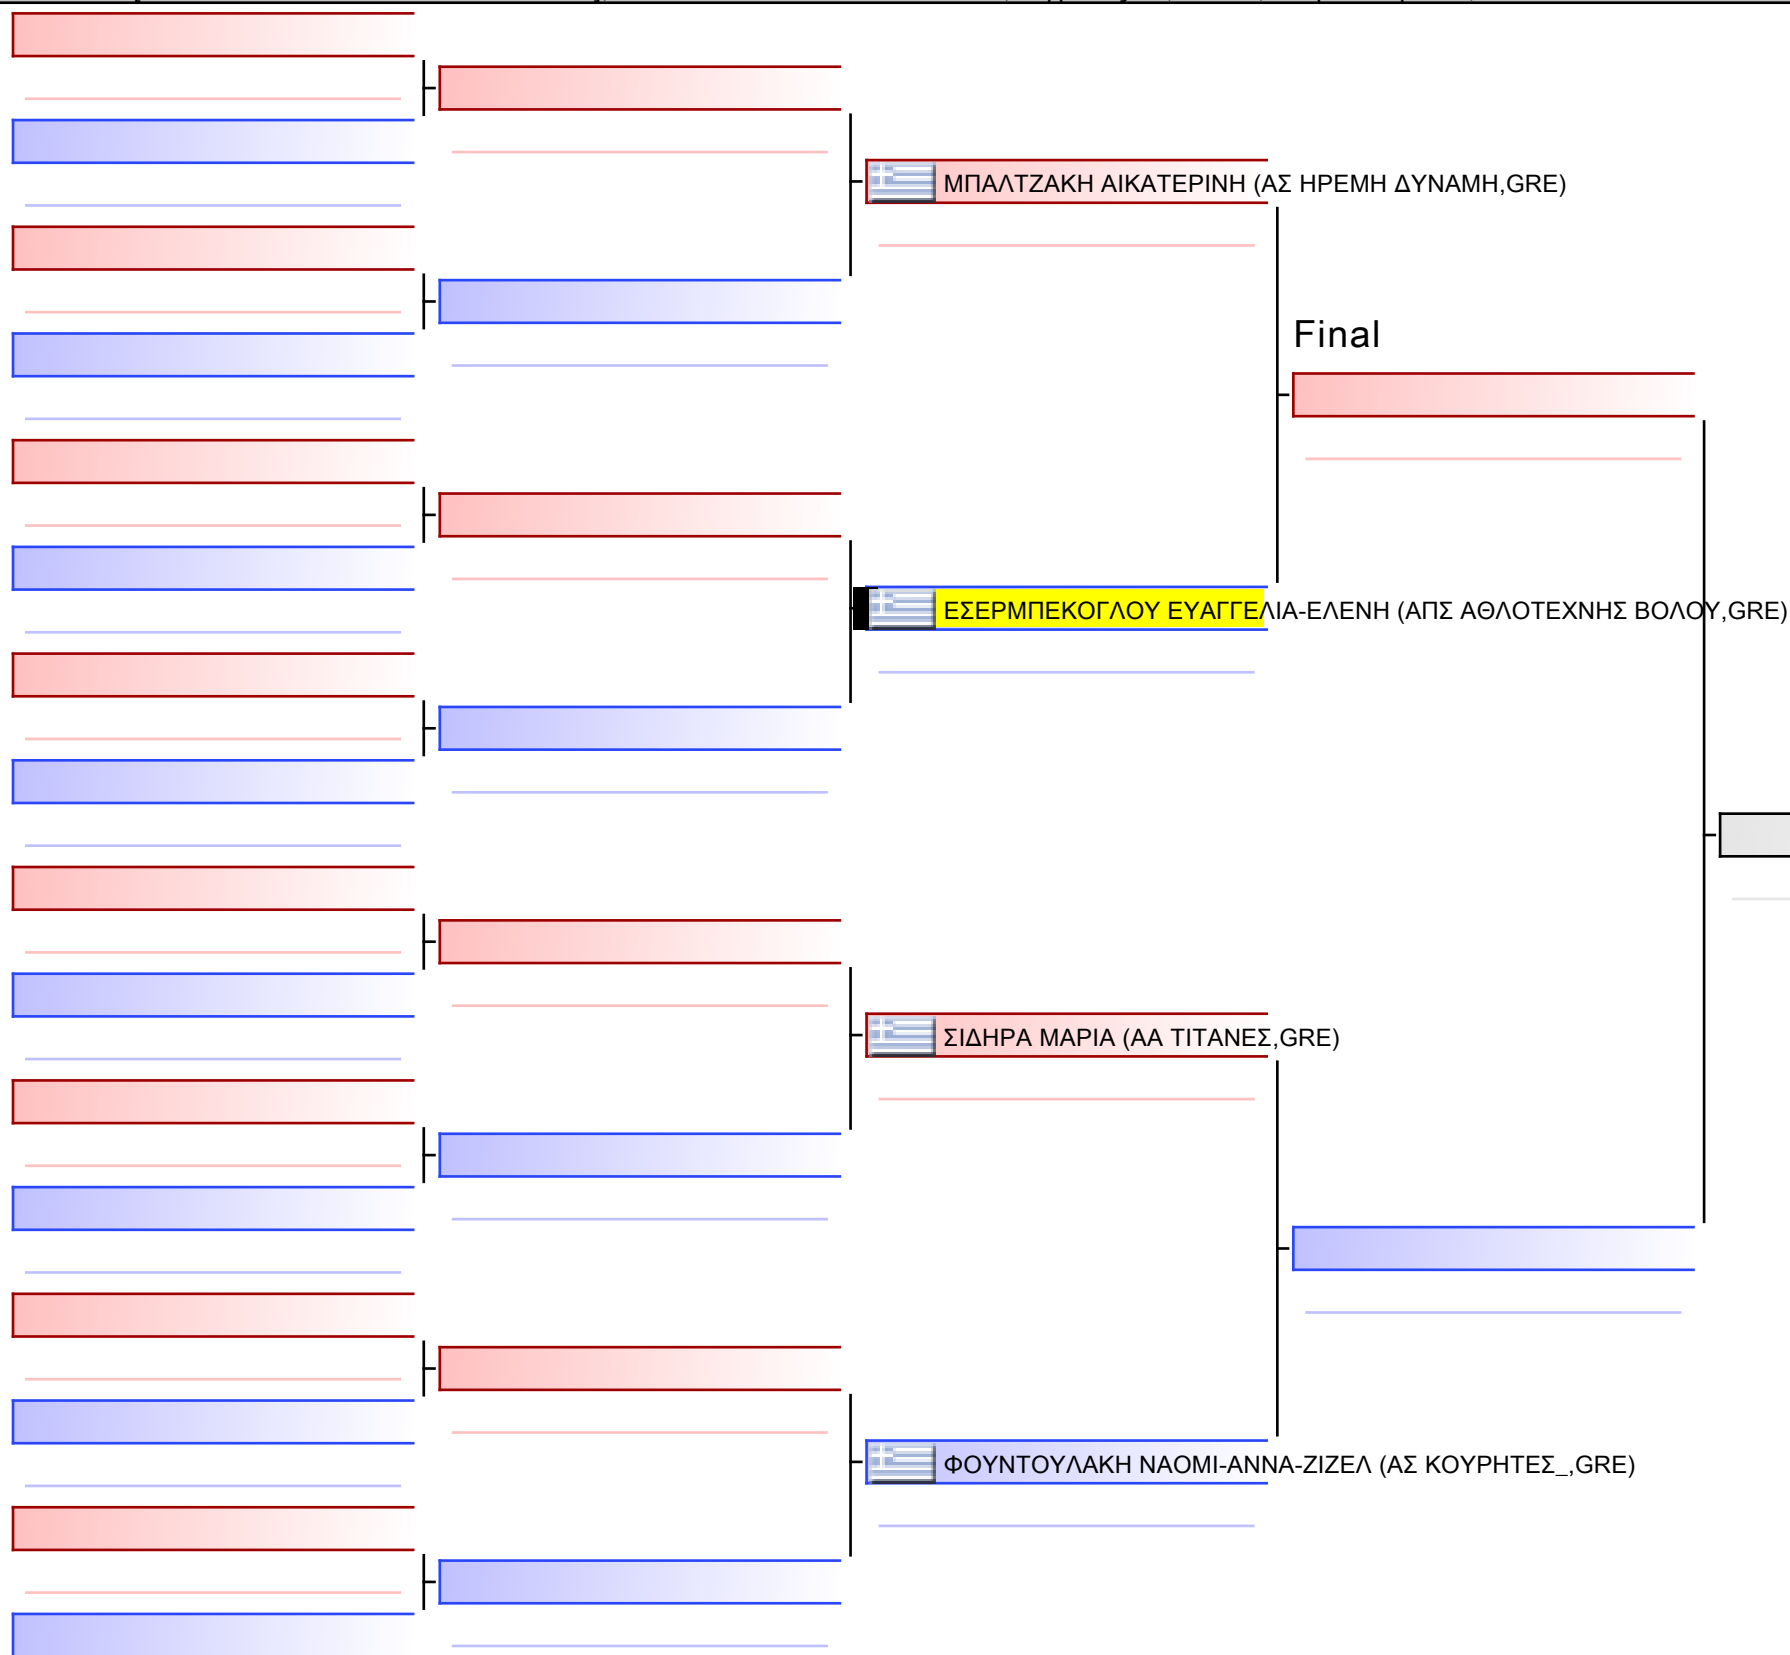 ΜΠΑΛΤΖΑΚΗ ΑΙΚΑΤΕΡΙΝΗ (ΑΣ ΗΡΕΜΗ ΔΥΝΑΜΗ,GRE)
Final
ΕΣΕΡΜΠΕΚΟΓΛΟΥ ΕΥΑΓΓΕΛΙΑ-ΕΛΕΝΗ (ΑΠΣ ΑΘΛΟΤΕΧΝΗΣ ΒΟΛΟΥ,GRE)
ΣΙΔΗΡΑ ΜΑΡΙΑ (ΑΑ ΤΙΤΑΝΕΣ,GRE)
ΦΟΥΝΤΟΥΛΑΚΗ ΝΑΟΜΙ-ΑΝΝΑ-ΖΙΖΕΛ (ΑΣ ΚΟΥΡΗΤΕΣ_,GRE)